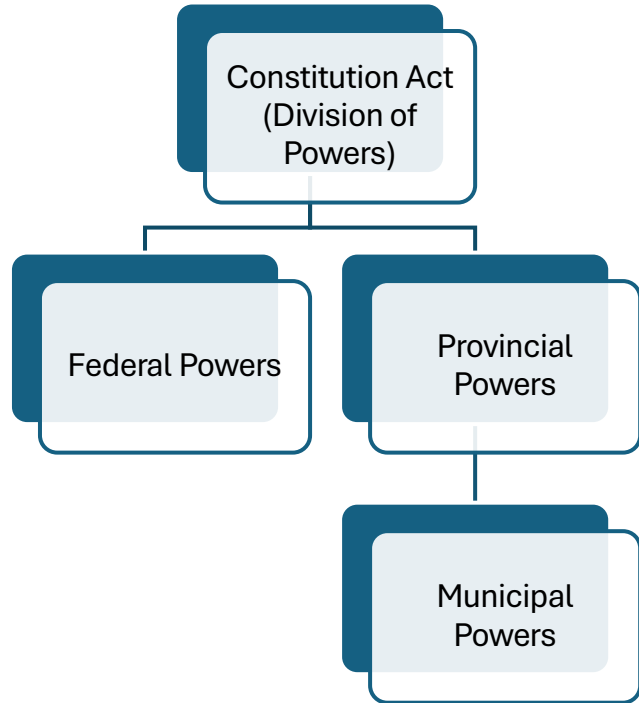 Constitution Act
(Division of
Powers)
Federal Powers
Provincial
Powers
Municipal
Powers